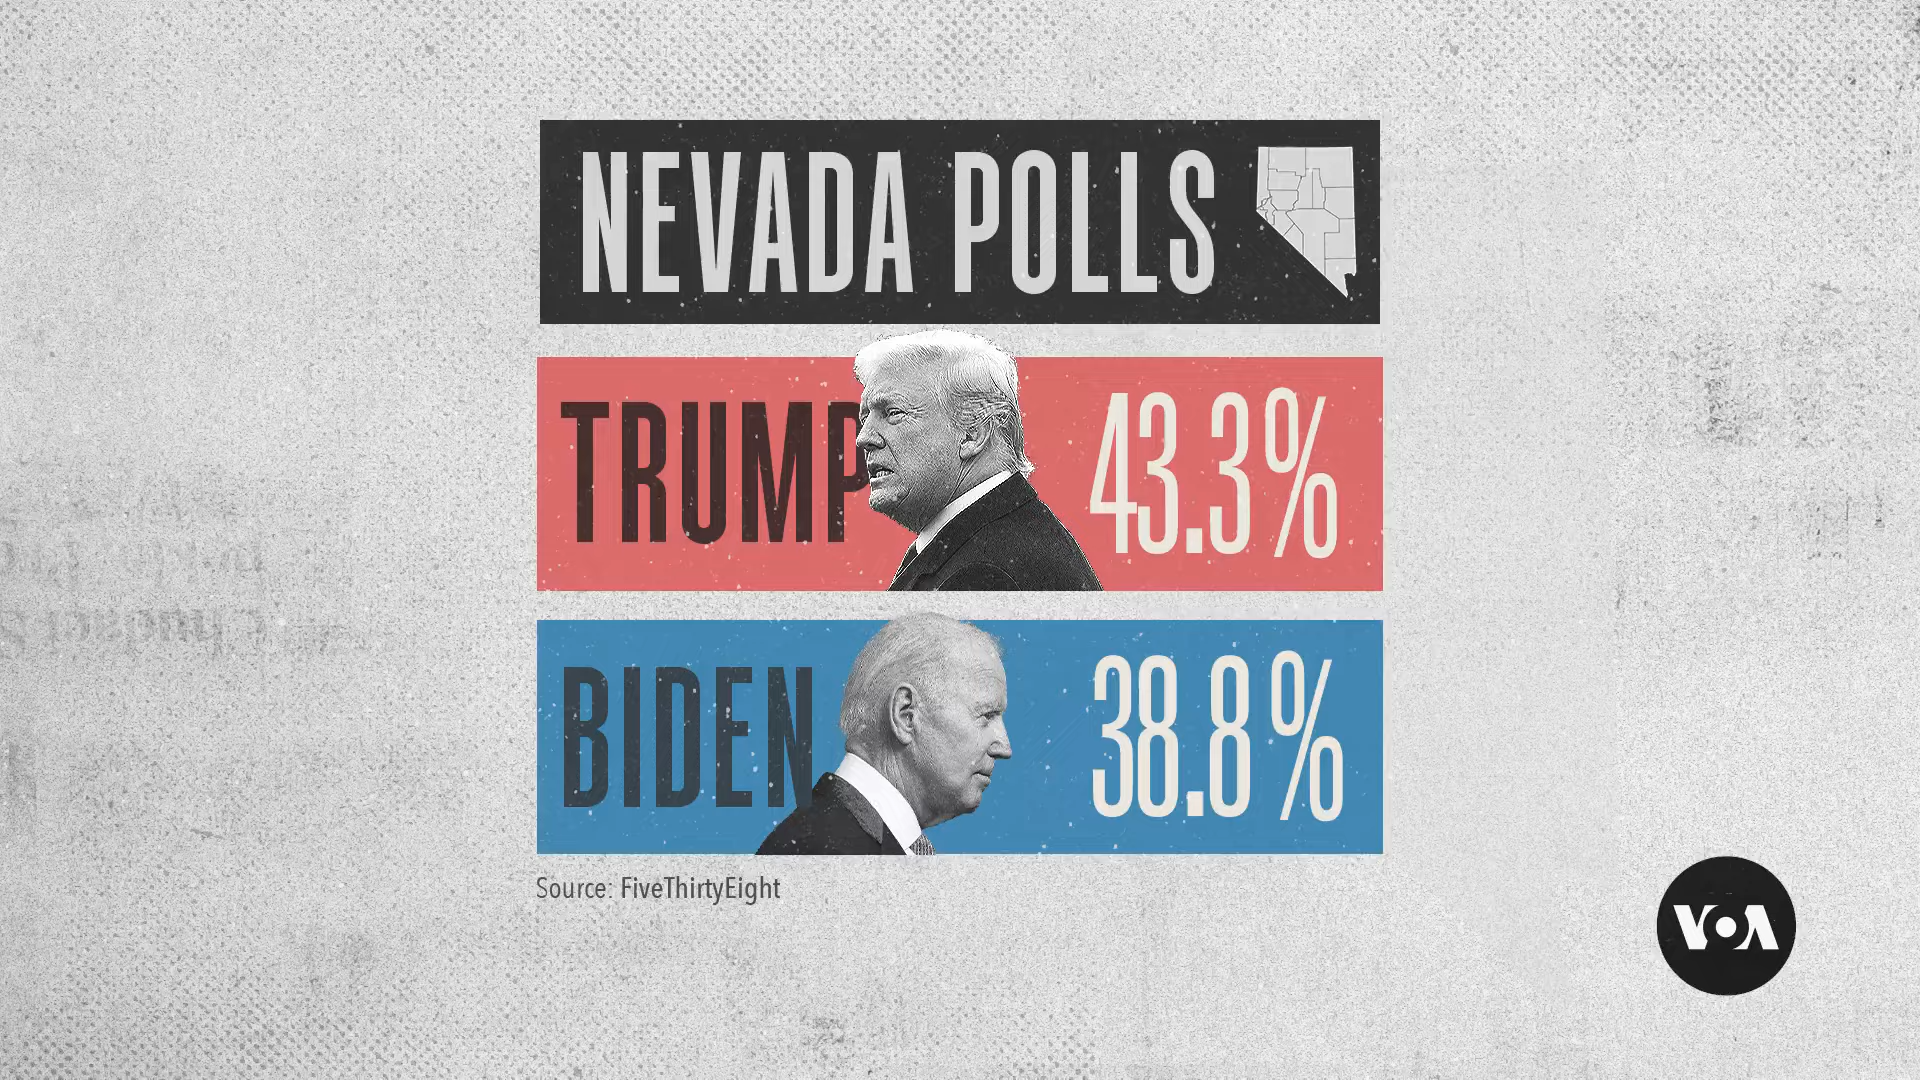 NEVADA POLLS
TRUMP 43.3%
BIDEN 38.8%
Source: FiveThirtyEight
VOA